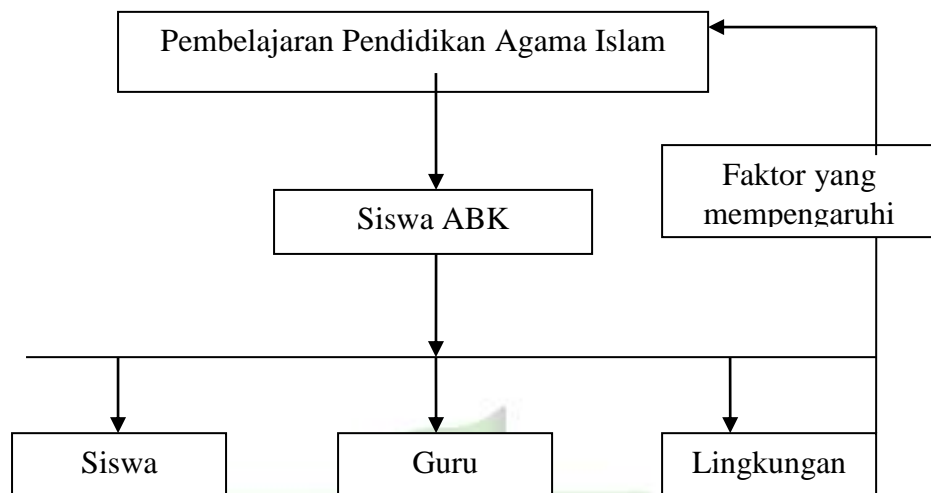 Pembelajaran Pendidikan Agama Islam
Faktor yang
mempengaruhi
Siswa ABK
Siswa
Guru
Lingkungan